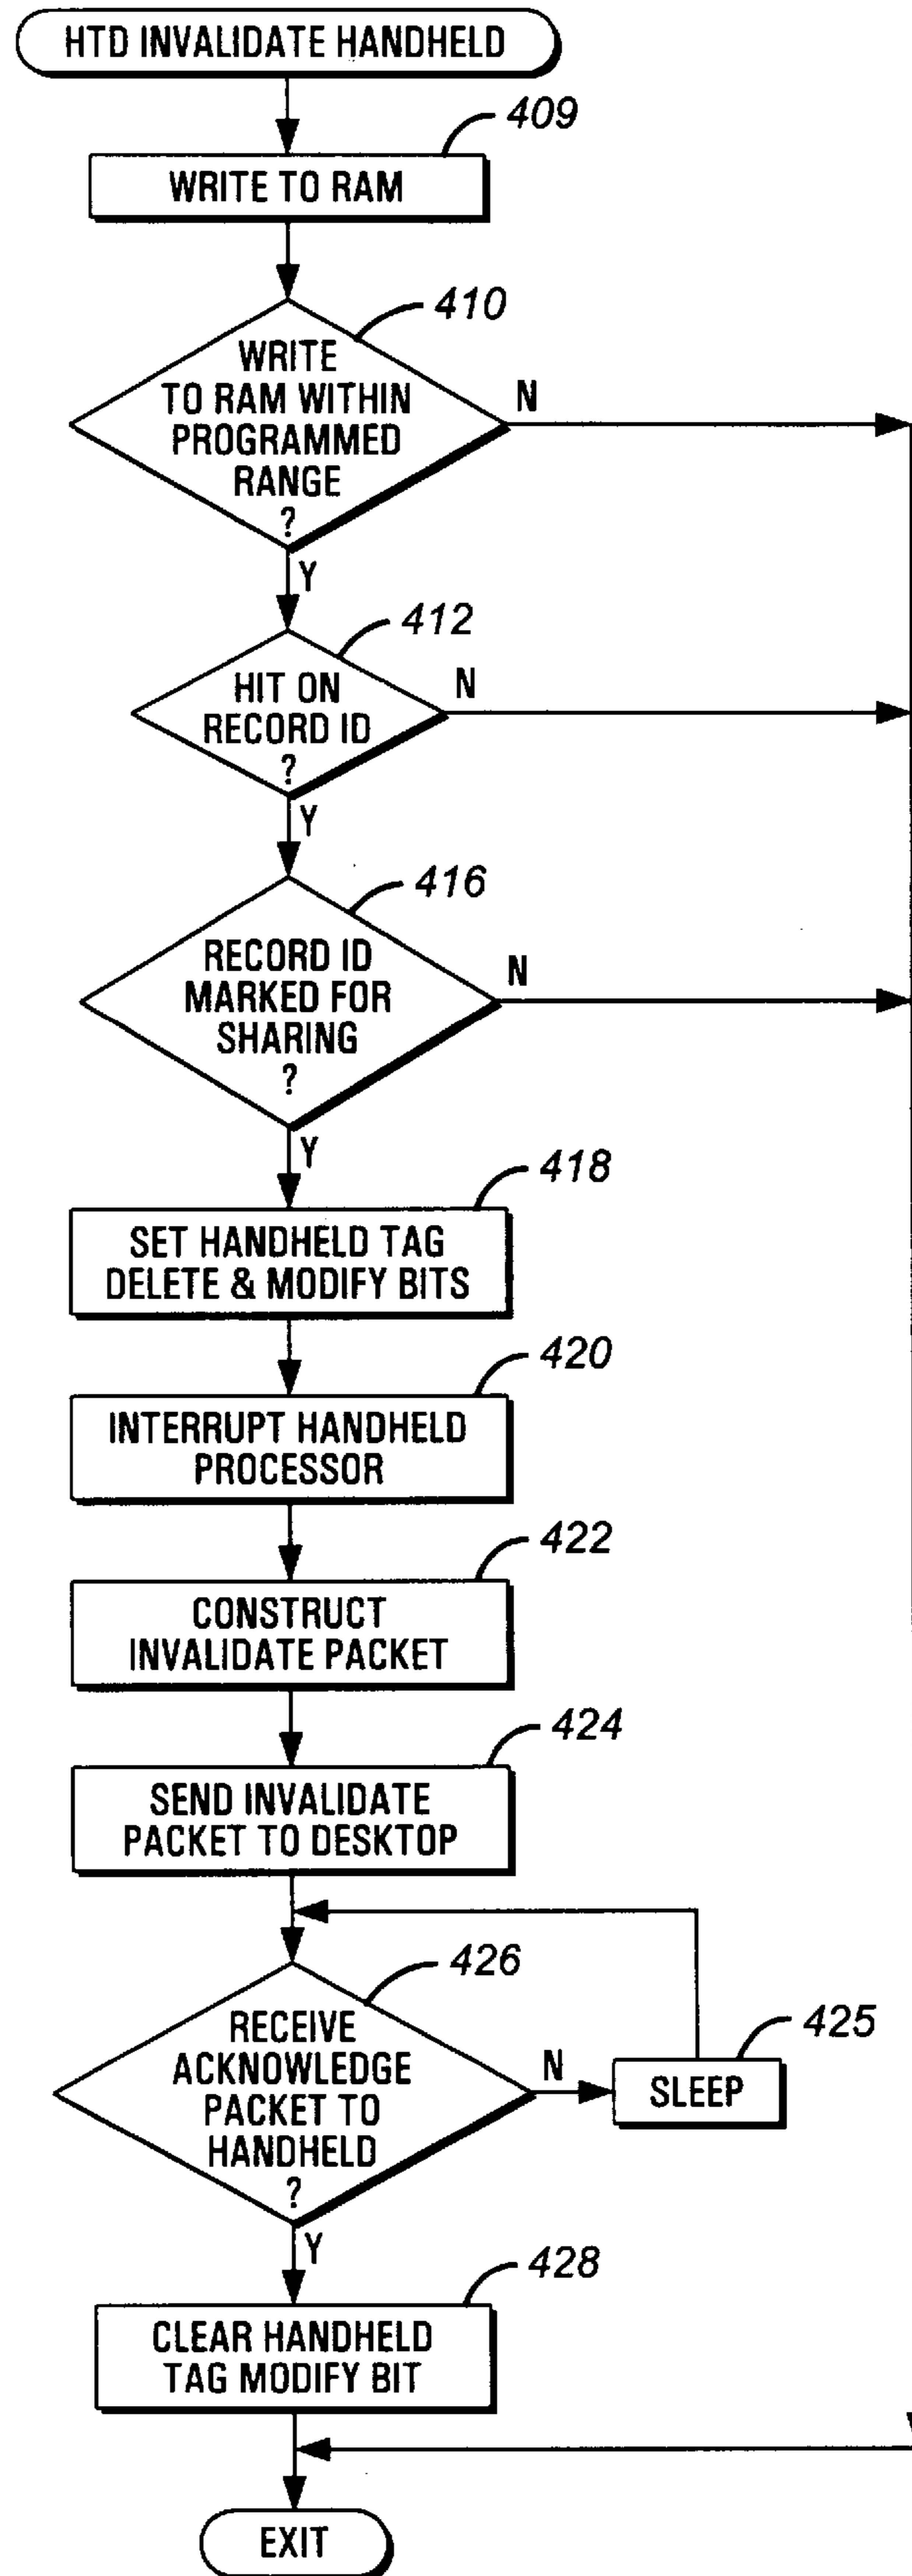 HTD INVALIDATE HANDHELD
409
WRITE TO RAM
410
WRITE
TO RAM WITHIN
PROGRAMMED
RANGE
?
N
Y
412
HIT ON
RECORD ID
?
N
Y
416
RECORD ID
MARKED FOR
SHARING
?
N
Y
418
SET HANDHELD TAG
DELETE & MODIFY BITS
420
INTERRUPT HANDHELD
PROCESSOR
422
CONSTRUCT
INVALIDATE PACKET
424
SEND INVALIDATE
PACKET TO DESKTOP
426
RECEIVE
ACKNOWLEDGE
PACKET TO
HANDHELD
?
N
425
SLEEP
Y
428
CLEAR HANDHELD
TAG MODIFY BIT
EXIT